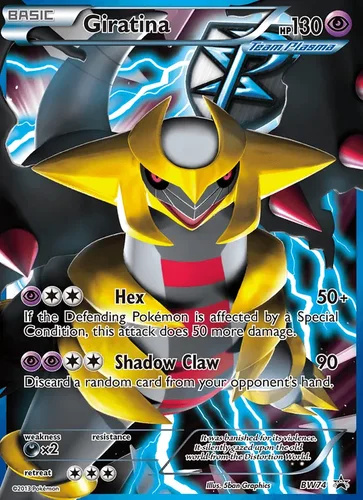 BASIC
Giratina
HP130
Team Plasma
Hex 50+
If the Defending Pokémon is affected by a Special
Condition, this attack does 50 more damage.
Shadow Claw 90
Discard a random card from your opponent's hand.
weakness
×2
resistance
retreat
It was banished for its violence.
It silently gazed upon the old
world from the Distortion World.
©2013 Pokémon
Illus. 5ban Graphics
BW74
PROMO